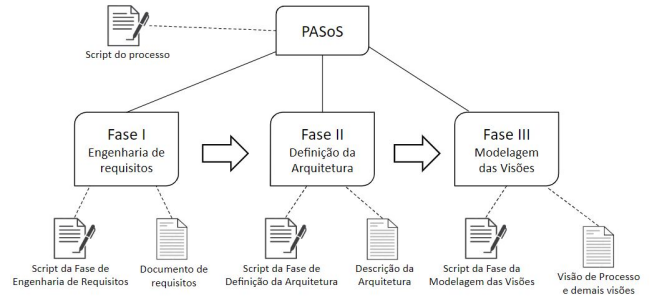 PASoS
Script do processo
Fase I
Engenharia de
requisitos
Fase II
Definição da
Arquitetura
Fase III
Modelagem
das Visões
Script da Fase de
Engenharia de Requisitos
Documento de
requisitos
Script da Fase de
Definição da Arquitetura
Descrição da
Arquitetura
Script da Fase da
Modelagem das Visões
Visão de Processo
e demais visões